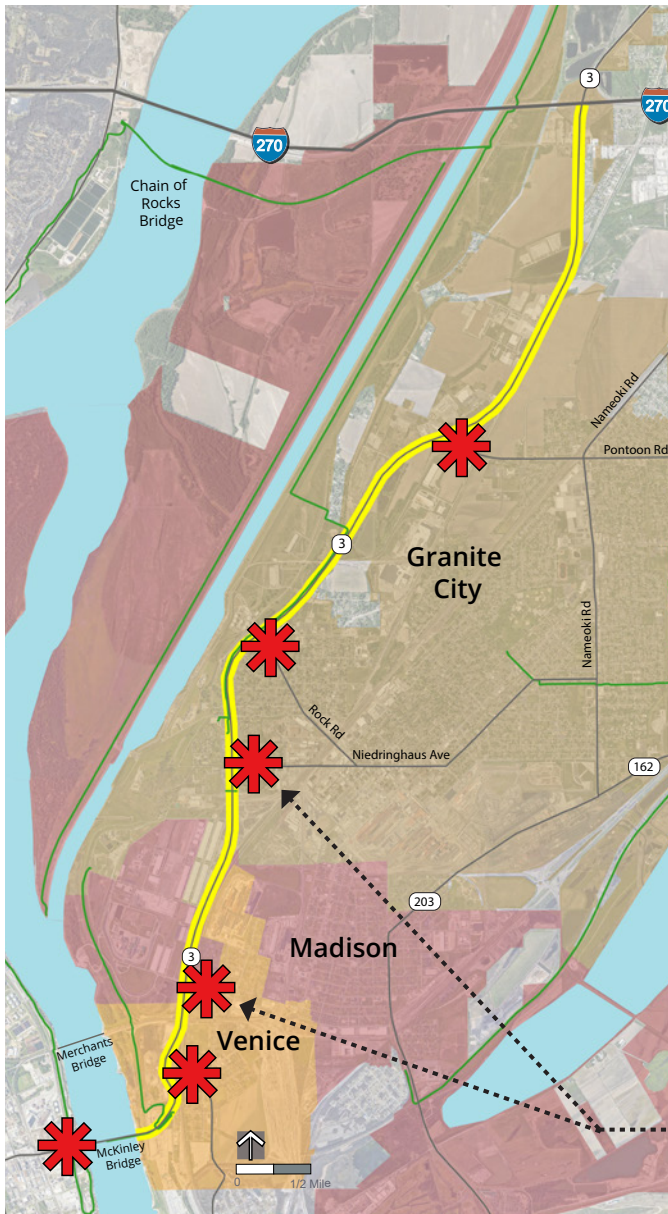 3
270
270
Chain of
Rocks
Bridge
Nameoki Rd
Pontoon Rd
3
Granite
City
Nameoki Rd
Rock Rd
Niedringhaus Ave
162
203
Madison
3
Venice
Merchants
Bridge
McKinley
Bridge
0
1/2 Mile